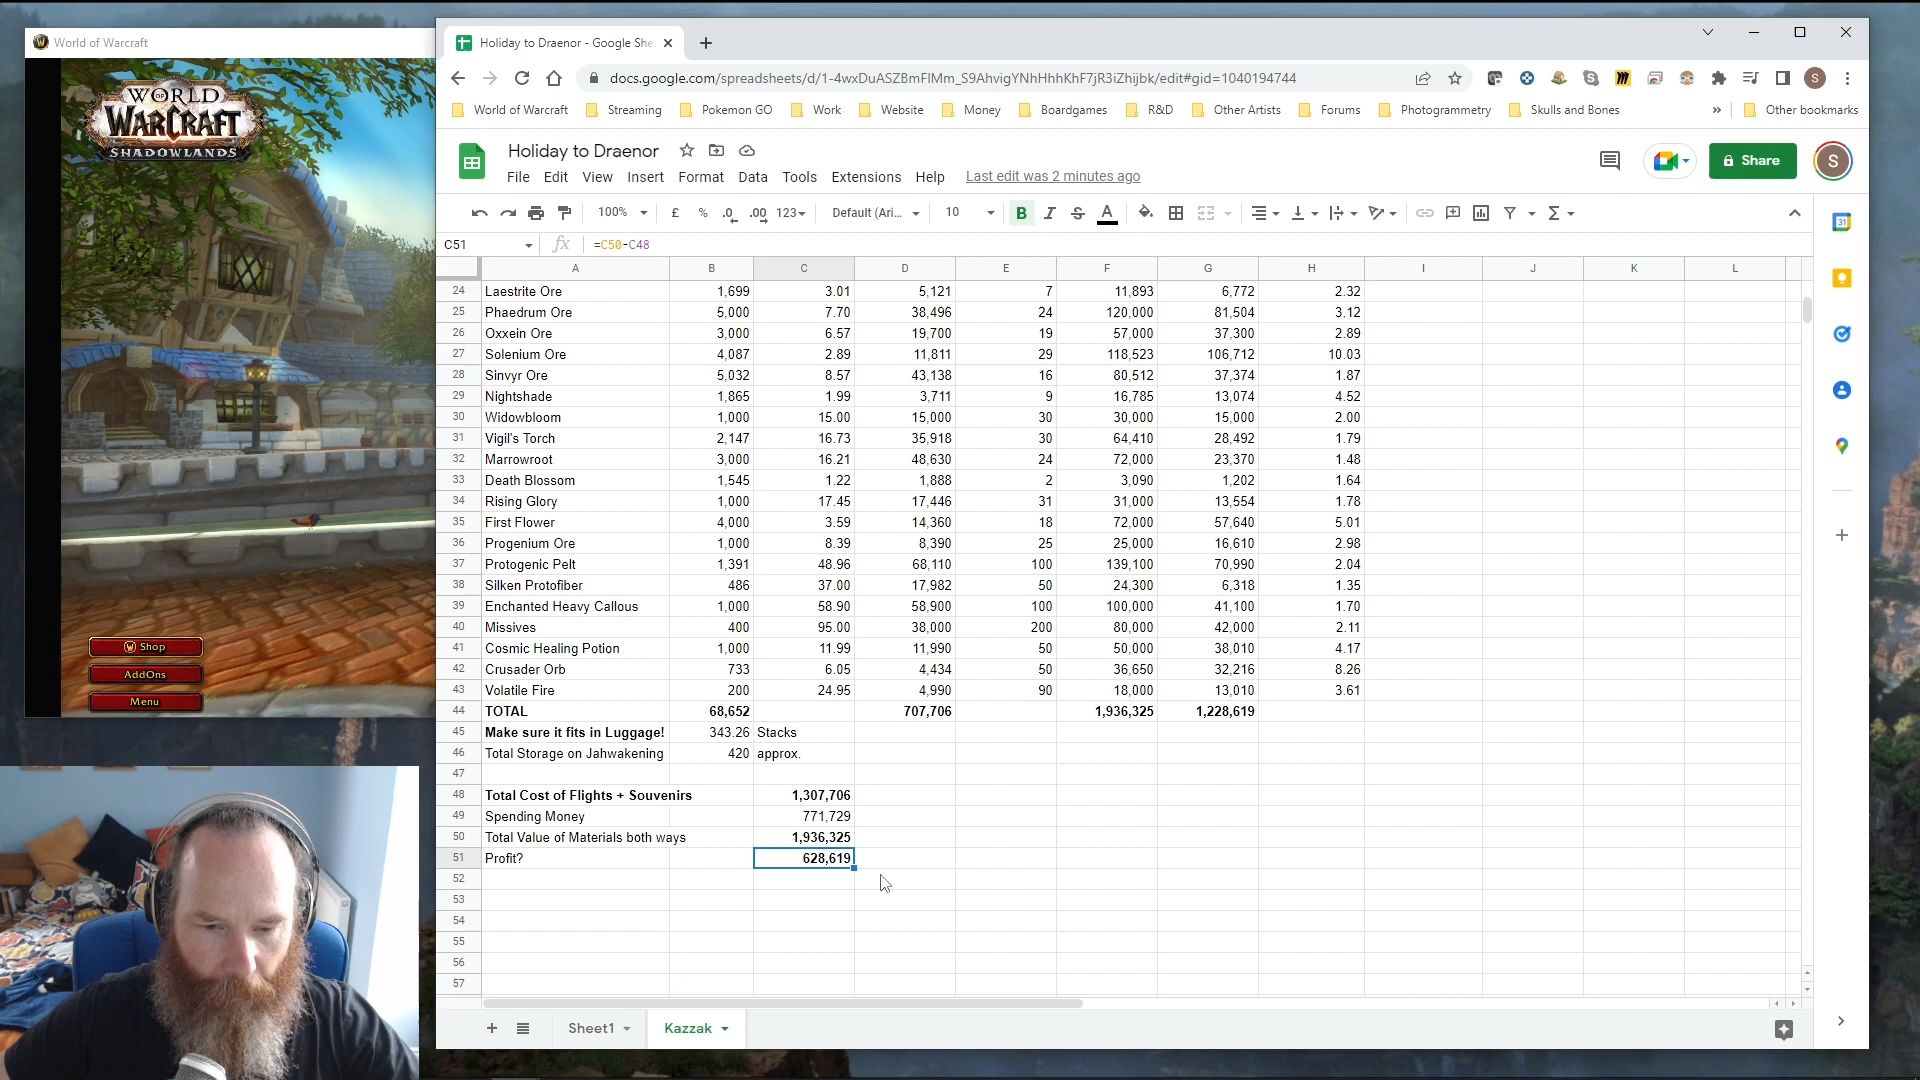 World of Warcraft
WORLD OF
WARCRAFT
SHADOWLANDS
Shop
AddOns
Menu
Holiday to Draenor - Google She
docs.google.com/spreadsheets/d/1-4wxDuASZBmFlMm_S9AhvigYNhHhhKhF7jR3iZhijbk/edit#gid=1040194744
World of Warcraft Streaming Pokemon GO Work Website Money Boardgames R&D Other Artists Forums Photogrammetry Skulls and Bones » Other bookmarks
Holiday to Draenor
Share
S
File Edit View Insert Format Data Tools Extensions Help Last edit was 2 minutes ago
100% £ % .0 .00 123 Default (Ari... 10 B I S A
C51 fx =C50-C48
A B C D E F G H I J K L
24 Laestrite Ore 1,699 3.01 5,121 7 11,893 6,772 2.32
25 Phaedrum Ore 5,000 7.70 38,496 24 120,000 81,504 3.12
26 Oxxein Ore 3,000 6.57 19,700 19 57,000 37,300 2.89
27 Solenium Ore 4,087 2.89 11,811 29 118,523 106,712 10.03
28 Sinvyr Ore 5,032 8.57 43,138 16 80,512 37,374 1.87
29 Nightshade 1,865 1.99 3,711 9 16,785 13,074 4.52
30 Widowbloom 1,000 15.00 15,000 30 30,000 15,000 2.00
31 Vigil's Torch 2,147 16.73 35,918 30 64,410 28,492 1.79
32 Marrowroot 3,000 16.21 48,630 24 72,000 23,370 1.48
33 Death Blossom 1,545 1.22 1,888 2 3,090 1,202 1.64
34 Rising Glory 1,000 17.45 17,446 31 31,000 13,554 1.78
35 First Flower 4,000 3.59 14,360 18 72,000 57,640 5.01
36 Progenium Ore 1,000 8.39 8,390 25 25,000 16,610 2.98
37 Protogenic Pelt 1,391 48.96 68,110 100 139,100 70,990 2.04
38 Silken Protofiber 486 37.00 17,982 50 24,300 6,318 1.35
39 Enchanted Heavy Callous 1,000 58.90 58,900 100 100,000 41,100 1.70
40 Missives 400 95.00 38,000 200 80,000 42,000 2.11
41 Cosmic Healing Potion 1,000 11.99 11,990 50 50,000 38,010 4.17
42 Crusader Orb 733 6.05 4,434 50 36,650 32,216 8.26
43 Volatile Fire 200 24.95 4,990 90 18,000 13,010 3.61
44 TOTAL 68,652 707,706 1,936,325 1,228,619
45 Make sure it fits in Luggage! 343.26 Stacks
46 Total Storage on Jahwakening 420 approx.
47
48 Total Cost of Flights + Souvenirs 1,307,706
49 Spending Money 771,729
50 Total Value of Materials both ways 1,936,325
51 Profit? 628,619
52
53
54
55
56
57
Sheet1 Kazzak